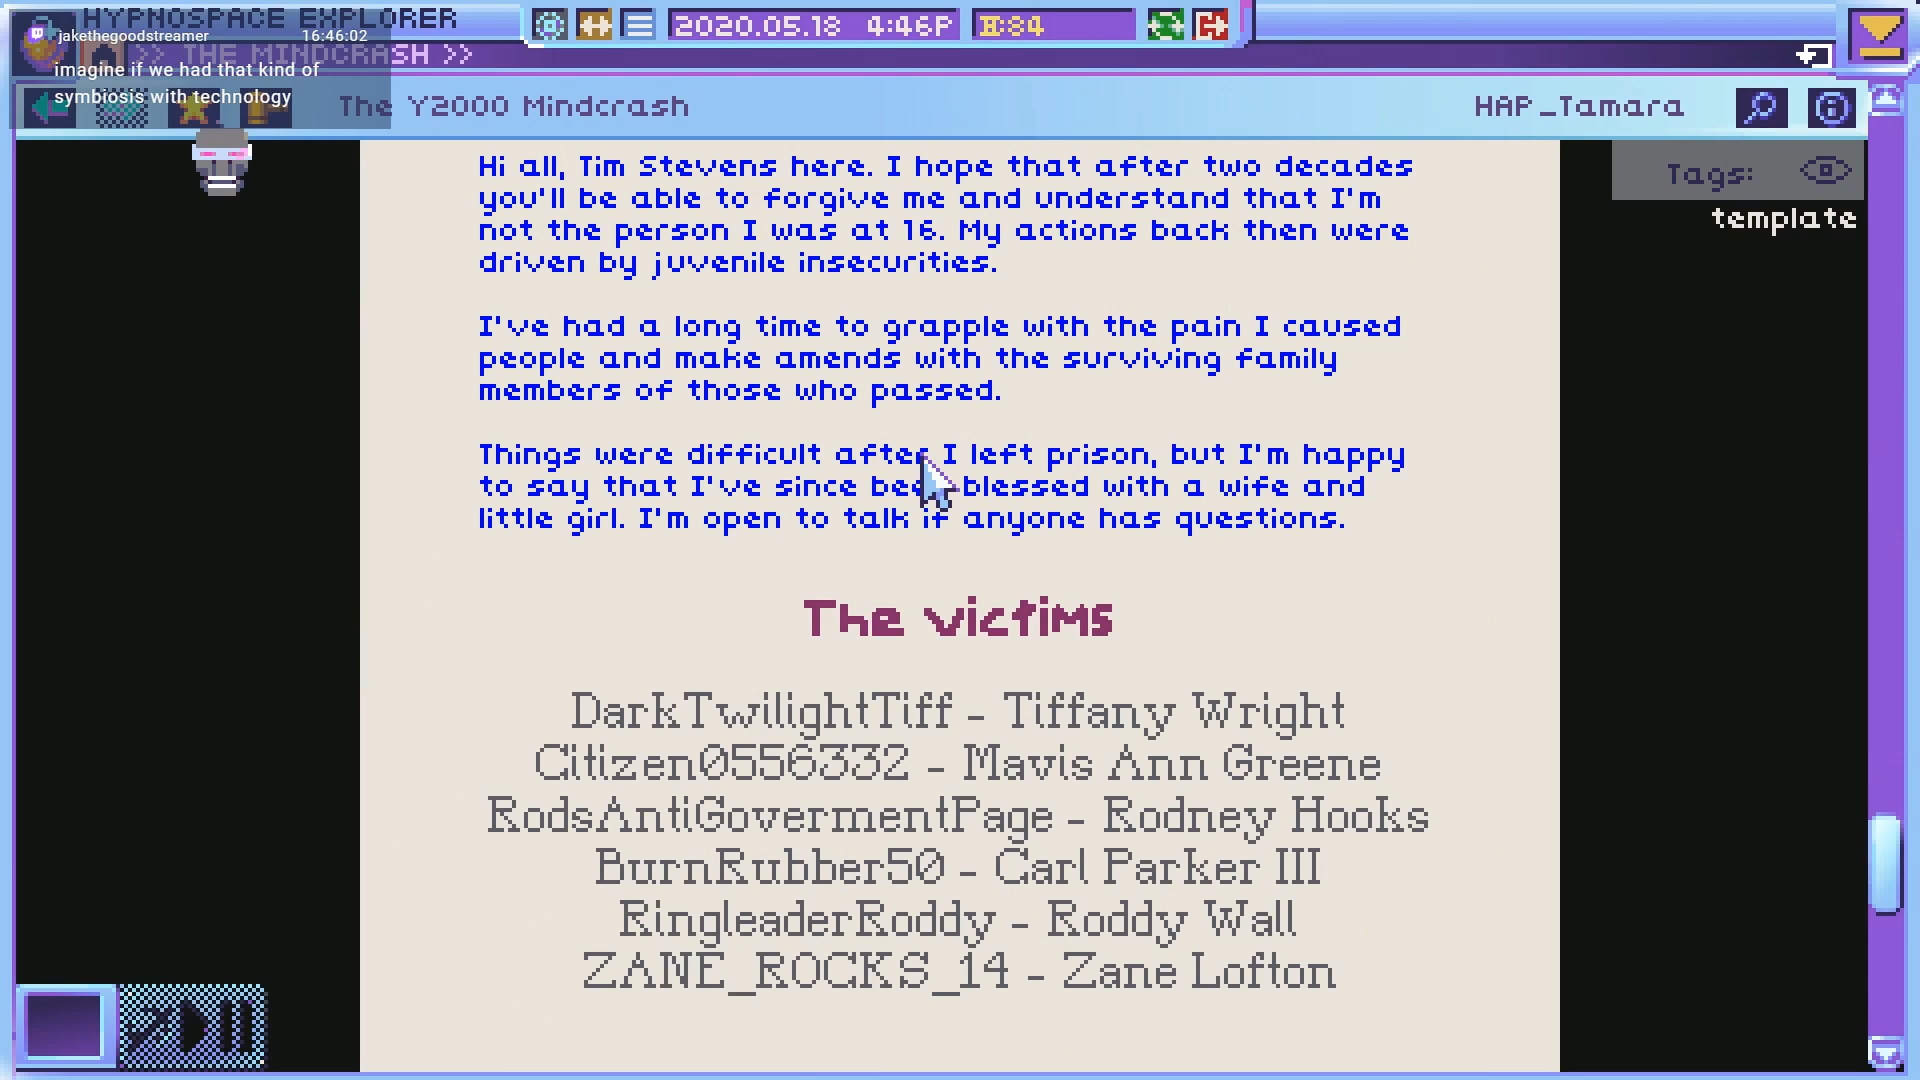 HYPNOSPACE EXPLORER
2020.05.18 4:46P
84
jakethegoodstreamer 16:46:02
>> THE MINDCRASH >>
imagine if we had that kind of
symbiosis with technology
The Y2000 Mindcrash
HAP_Tamara
Tags:
template
Hi all, Tim Stevens here. I hope that after two decades
you'll be able to forgive me and understand that I'm
not the person I was at 16. My actions back then were
driven by juvenile insecurities.
I've had a long time to grapple with the pain I caused
people and make amends with the surviving family
members of those who passed.
Things were difficult after I left prison, but I'm happy
to say that I've since been blessed with a wife and
little girl. I'm open to talk if anyone has questions.
The victims
DarkTwilightTiff - Tiffany Wright
Citizen0556332 - Mavis Ann Greene
RodsAntiGovermentPage - Rodney Hooks
BurnRubber50 - Carl Parker III
RingleaderRoddy - Roddy Wall
ZANE_ROCKS_14 - Zane Lofton